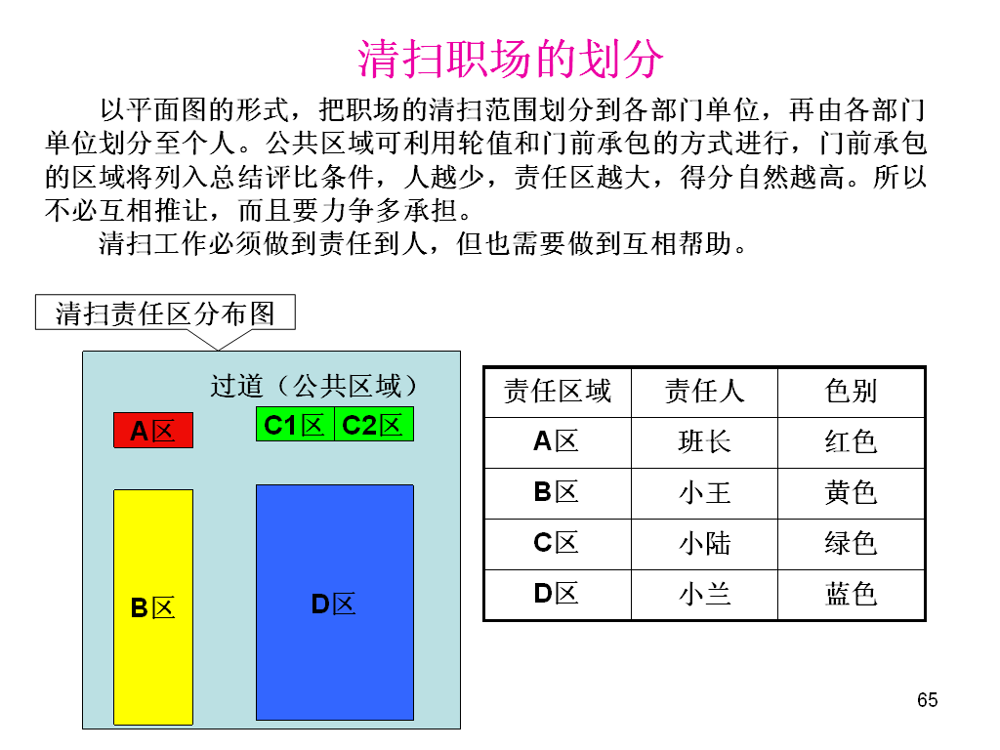 清扫职场的划分
以平面图的形式，把职场的清扫范围划分到各部门单位，再由各部门
单位划分至个人。公共区域可利用轮值和门前承包的方式进行，门前承包
的区域将列入总结评比条件，人越少，责任区越大，得分自然越高。所以
不必互相推让，而且要力争多承担。
清扫工作必须做到责任到人，但也需要做到互相帮助。
清扫责任区分布图
过道（公共区域）
A区 C1区 C2区
B区 D区
责任区域 责任人 色别
A区 班长 红色
B区 小王 黄色
C区 小陆 绿色
D区 小兰 蓝色
65